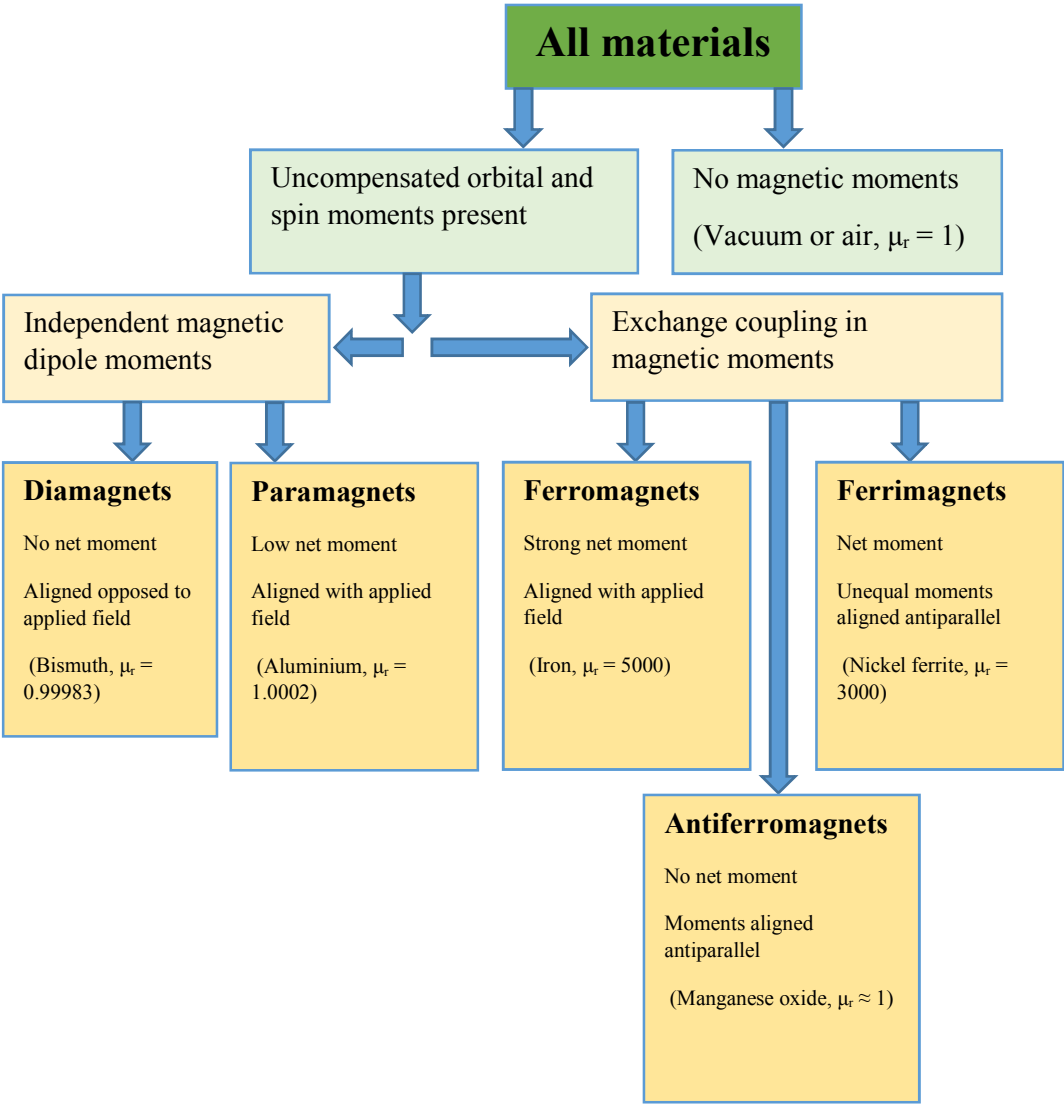 All materials
Uncompensated orbital and
spin moments present
No magnetic moments
(Vacuum or air, μᵣ = 1)
Independent magnetic
dipole moments
Exchange coupling in
magnetic moments
Diamagnets
No net moment
Aligned opposed to
applied field
(Bismuth, μᵣ =
0.99983)
Paramagnets
Low net moment
Aligned with applied
field
(Aluminium, μᵣ =
1.0002)
Ferromagnets
Strong net moment
Aligned with applied
field
(Iron, μᵣ = 5000)
Ferrimagnets
Net moment
Unequal moments
aligned antiparallel
(Nickel ferrite, μᵣ =
3000)
Antiferromagnets
No net moment
Moments aligned
antiparallel
(Manganese oxide, μᵣ ≈ 1)